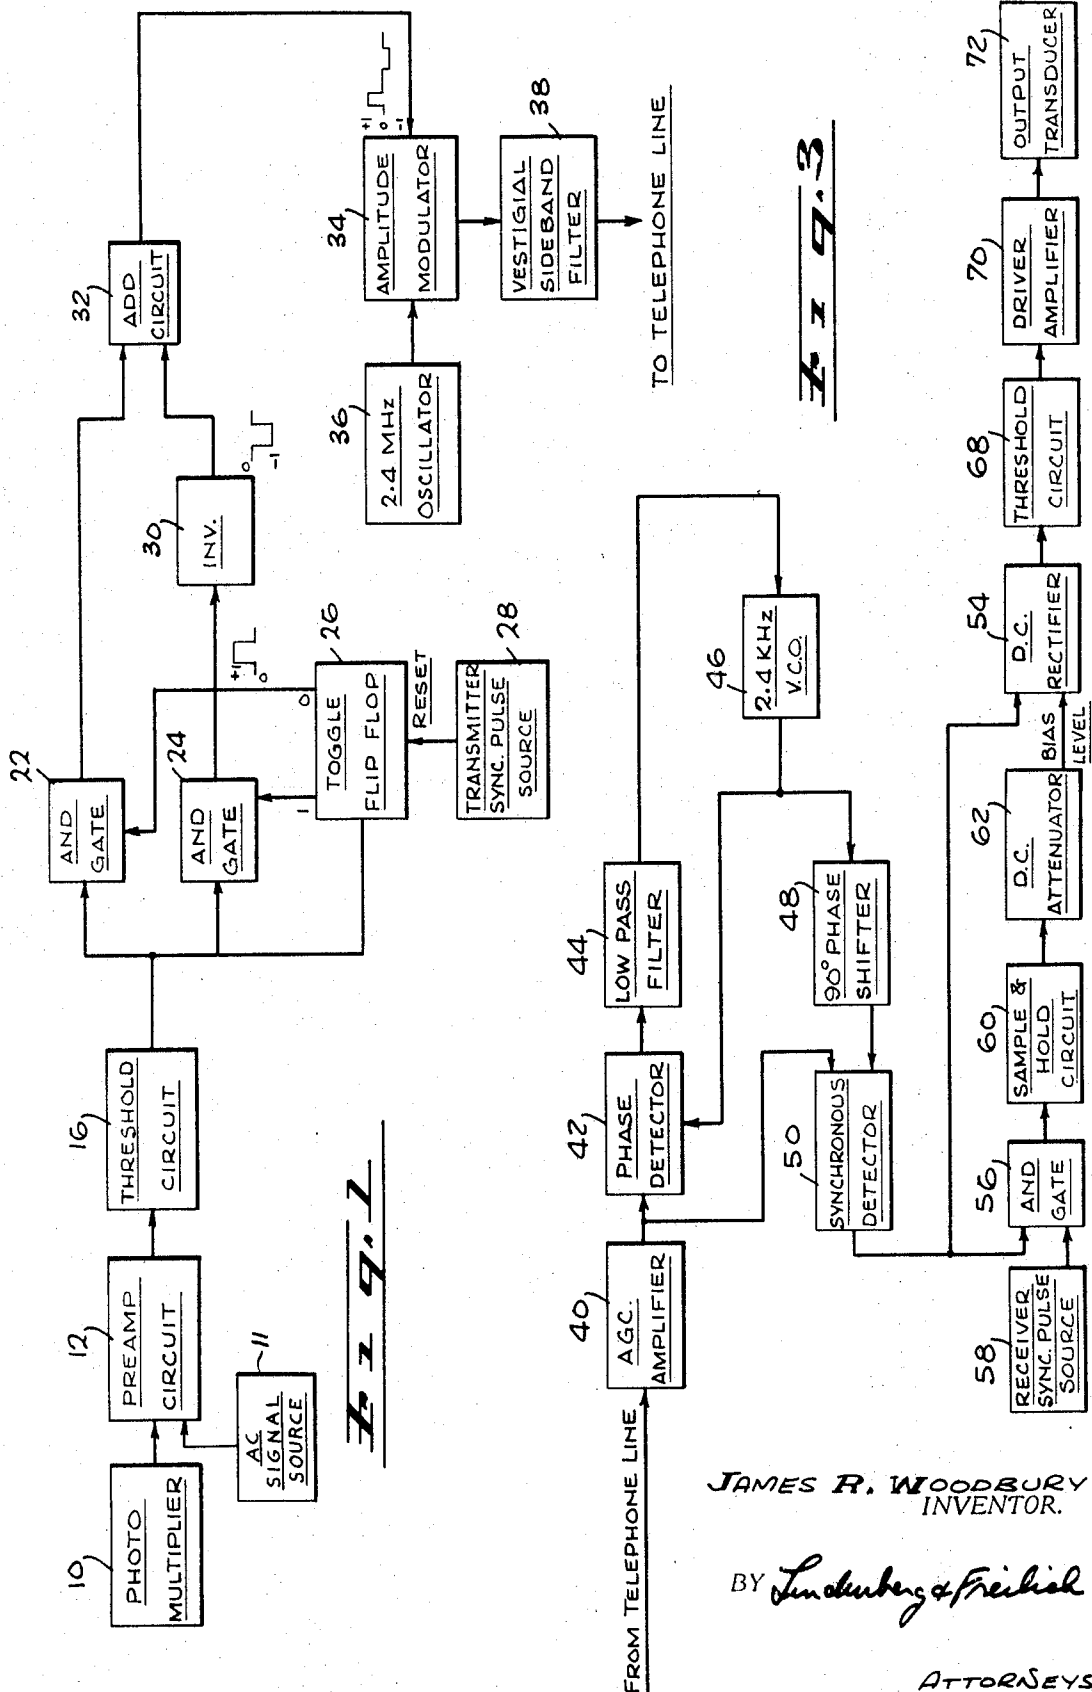 10
PHOTO
MULTIPLIER
11
AC
SIGNAL
SOURCE
12
PREAMP
CIRCUIT
16
THRESHOLD
CIRCUIT
22
AND
GATE
24
AND
GATE
+1
0
26
TOGGLE
FLIP FLOP
0
1
RESET
28
TRANSMITTER
SYNC. PULSE
SOURCE
30
INV.
0
-1
32
ADD
CIRCUIT
+1
0
-1
34
AMPLITUDE
MODULATOR
36
2.4 MHz
OSCILLATOR
38
VESTIGIAL
SIDEBAND
FILTER
TO TELEPHONE LINE
Fig. 1
FROM TELEPHONE LINE
40
AGC.
AMPLIFIER
42
PHASE
DETECTOR
44
LOW PASS
FILTER
46
2.4 KHz
V.C.O.
48
90° PHASE
SHIFTER
50
SYNCHRONOUS
DETECTOR
58
RECEIVER
SYNC. PULSE
SOURCE
56
AND
GATE
60
SAMPLE &
HOLD
CIRCUIT
62
D.C.
ATTENUATOR
BIAS
LEVEL
54
D.C.
RECTIFIER
68
THRESHOLD
CIRCUIT
70
DRIVER
AMPLIFIER
72
OUTPUT
TRANSDUCER
Fig. 3
JAMES R. WOODBURY
INVENTOR.
BY Lindenberg & Freilich
ATTORNEYS